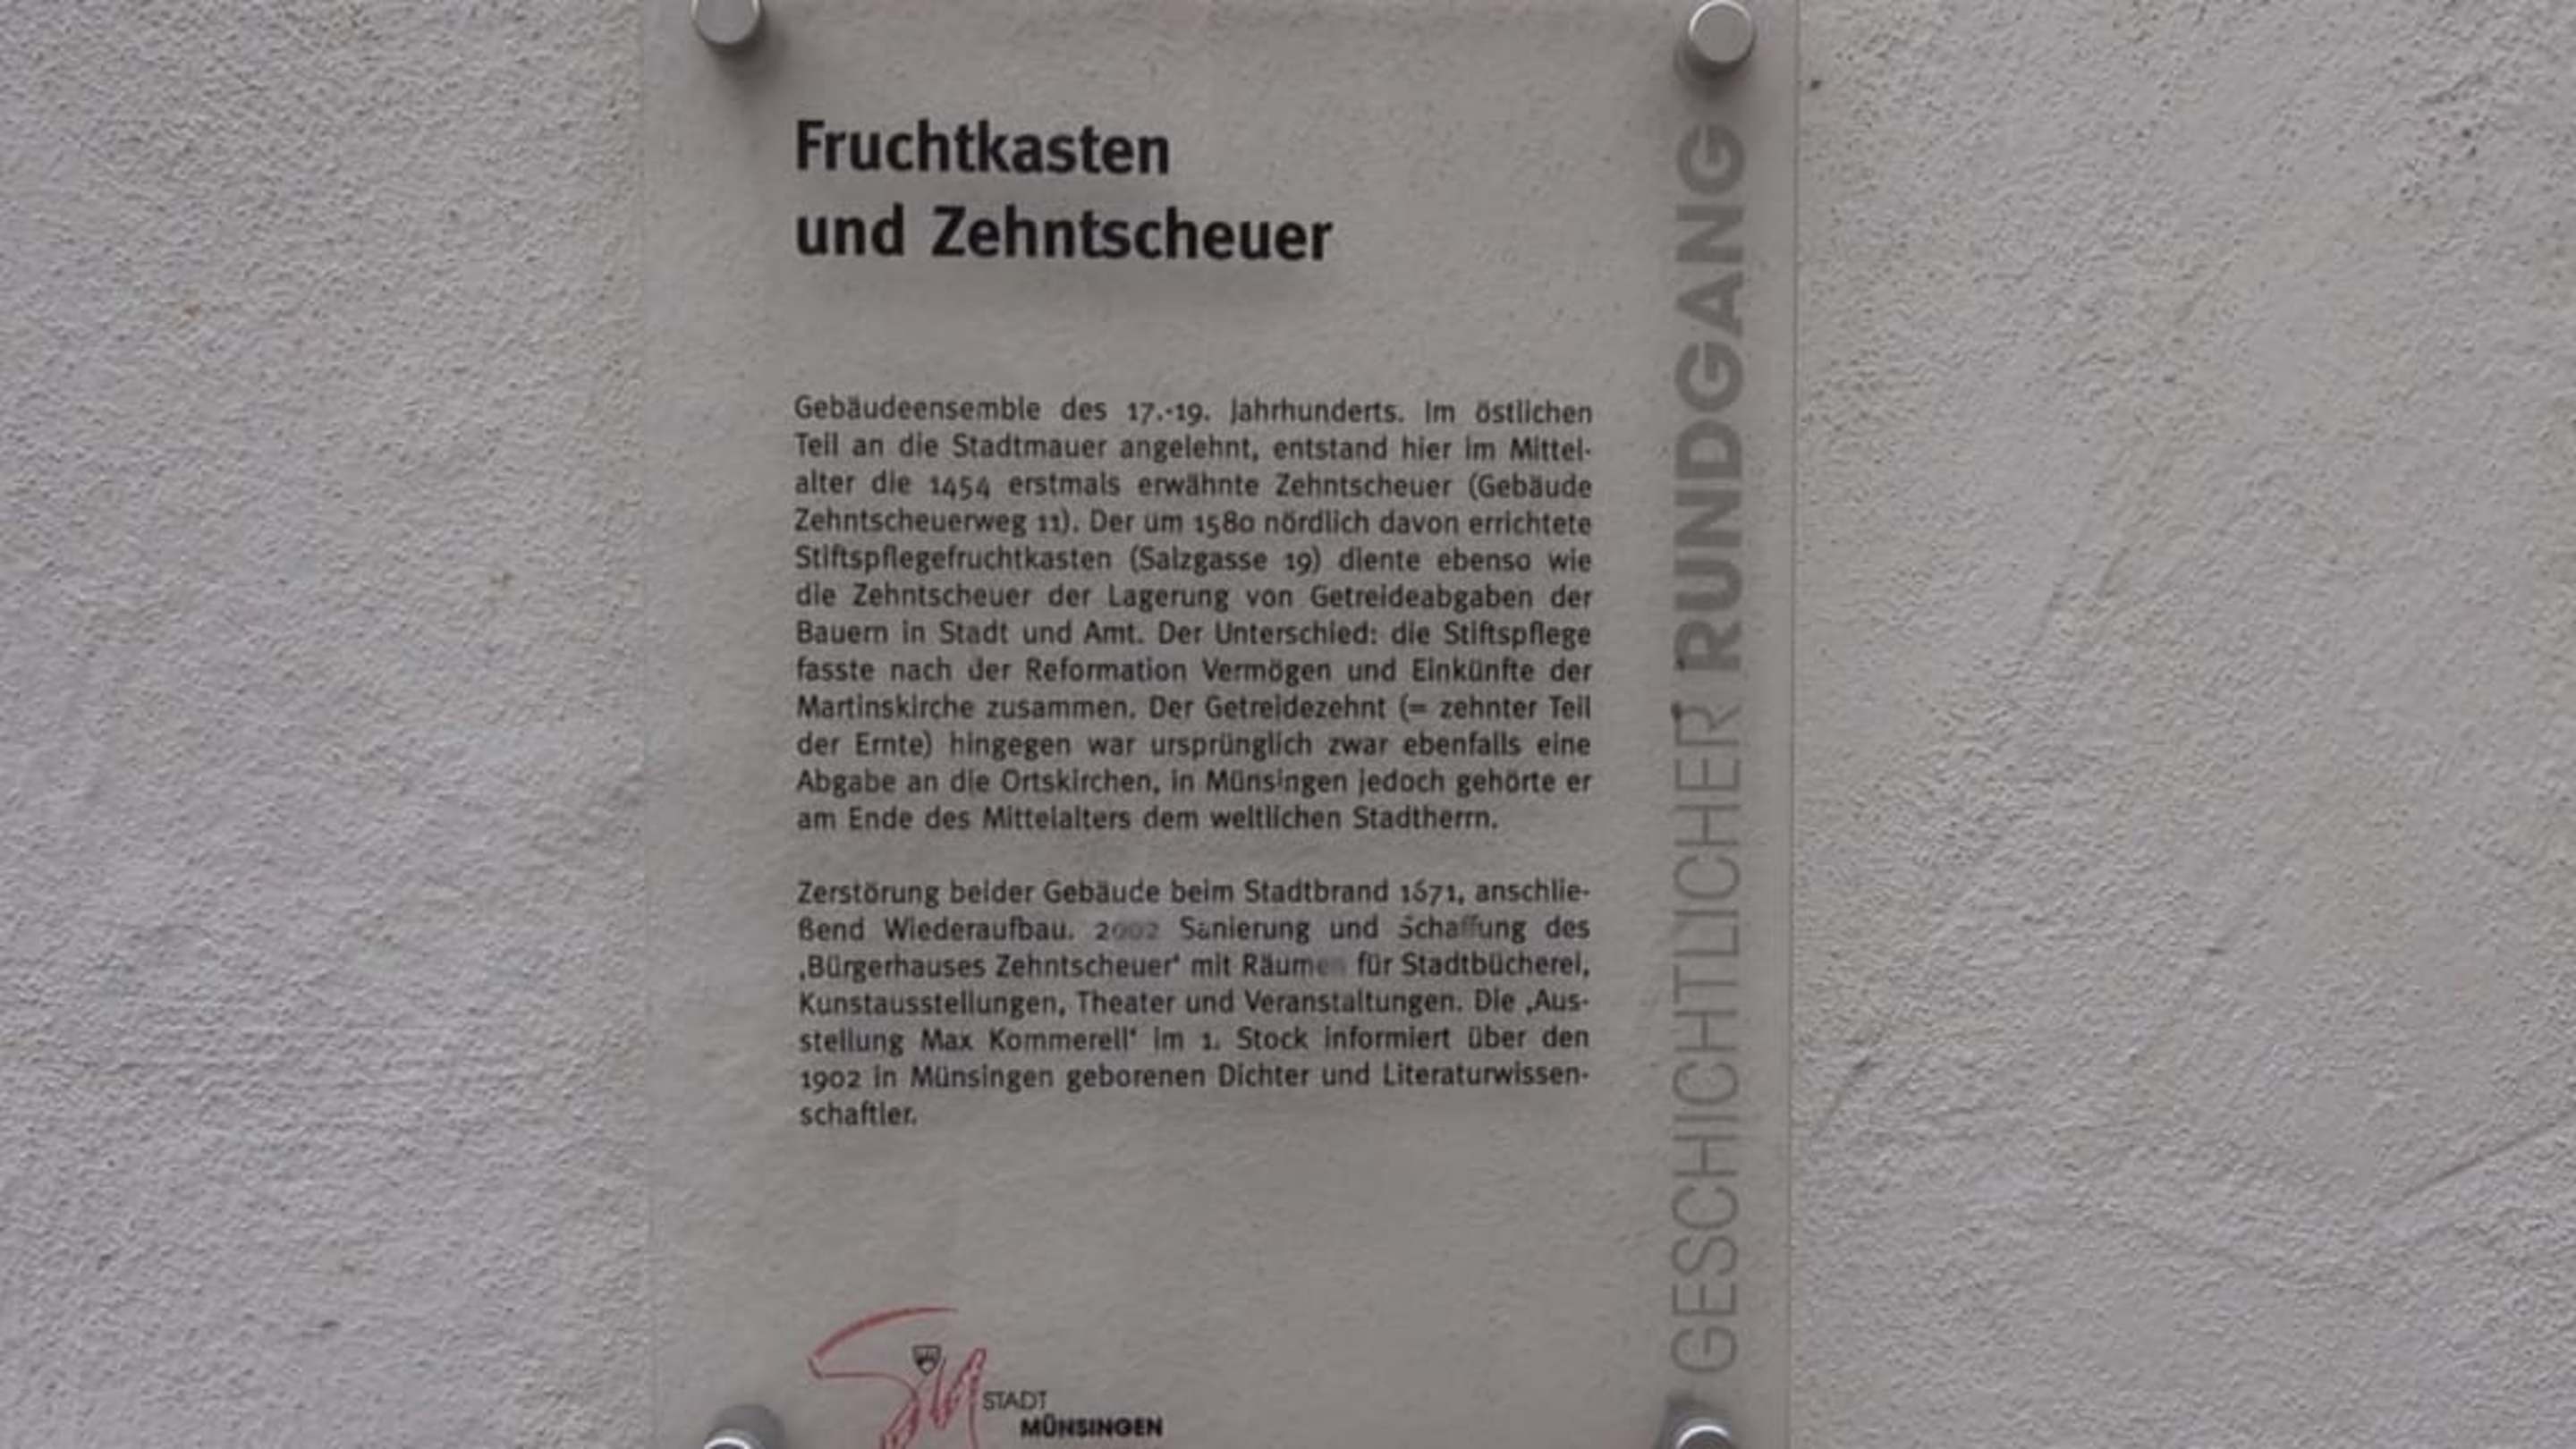 Fruchtkasten
und Zehntscheuer
Gebäudeensemble des 17.-19. Jahrhunderts. Im östlichen
Teil an die Stadtmauer angelehnt, entstand hier im Mittel-
alter die 1454 erstmals erwähnte Zehntscheuer (Gebäude
Zehntscheuerweg 11). Der um 1580 nördlich davon errichtete
Stiftspflegefruchtkasten (Salzgasse 19) diente ebenso wie
die Zehntscheuer der Lagerung von Getreideabgaben der
Bauern in Stadt und Amt. Der Unterschied: die Stiftspflege
fasste nach der Reformation Vermögen und Einkünfte der
Martinskirche zusammen. Der Getreidezehnt (= zehnter Teil
der Ernte) hingegen war ursprünglich zwar ebenfalls eine
Abgabe an die Ortskirchen, in Münsingen jedoch gehörte er
am Ende des Mittelalters dem weltlichen Stadtherrn.
Zerstörung beider Gebäude beim Stadtbrand 1671, anschlie-
ßend Wiederaufbau. 2002 Sanierung und Schaffung des
‚Bürgerhauses Zehntscheuer‘ mit Räumen für Stadtbücherei,
Kunstausstellungen, Theater und Veranstaltungen. Die ‚Aus-
stellung Max Kommerell‘ im 1. Stock informiert über den
1902 in Münsingen geborenen Dichter und Literaturwissen-
schaftler.
GESCHICHTLICHER RUNDGANG
STADT
MÜNSINGEN